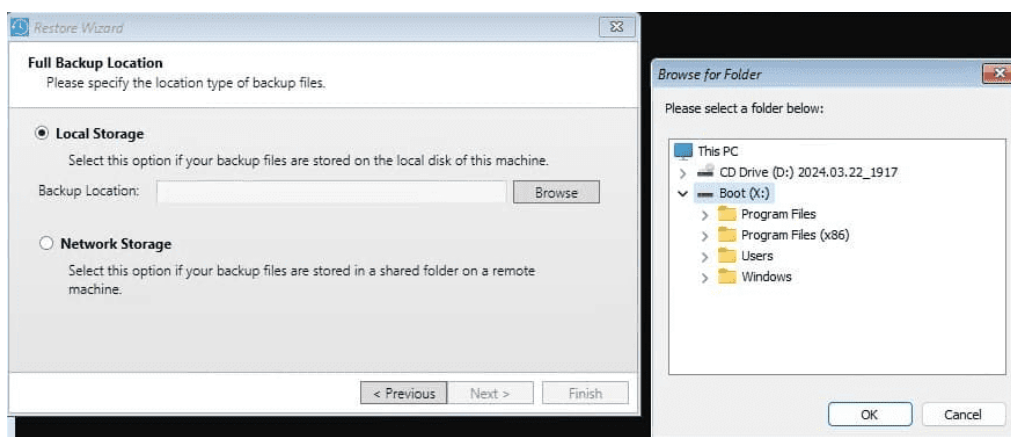 Restore Wizard
Full Backup Location
Please specify the location type of backup files.
Local Storage
Select this option if your backup files are stored on the local disk of this machine.
Backup Location:
Browse
Network Storage
Select this option if your backup files are stored in a shared folder on a remote
machine.
< Previous
Next >
Finish
Browse for Folder
Please select a folder below:
This PC
CD Drive (D:) 2024.03.22_1917
Boot (X:)
Program Files
Program Files (x86)
Users
Windows
OK
Cancel